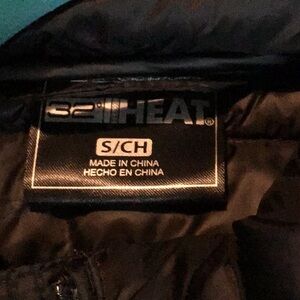 32 HEAT®
S/CH
MADE IN CHINA
HECHO EN CHINA